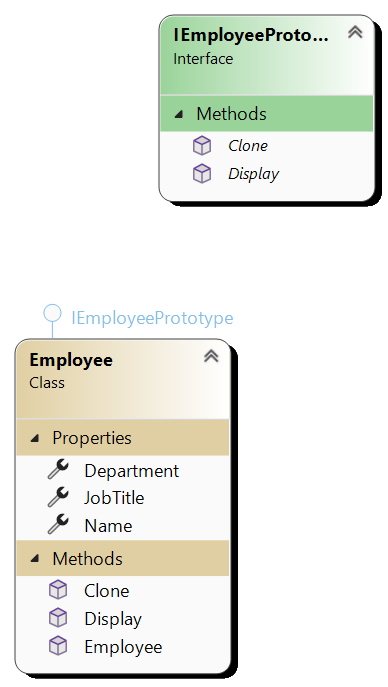 IEmployeeProto...
Interface
Methods
Clone
Display
IEmployeePrototype
Employee
Class
Properties
Department
JobTitle
Name
Methods
Clone
Display
Employee